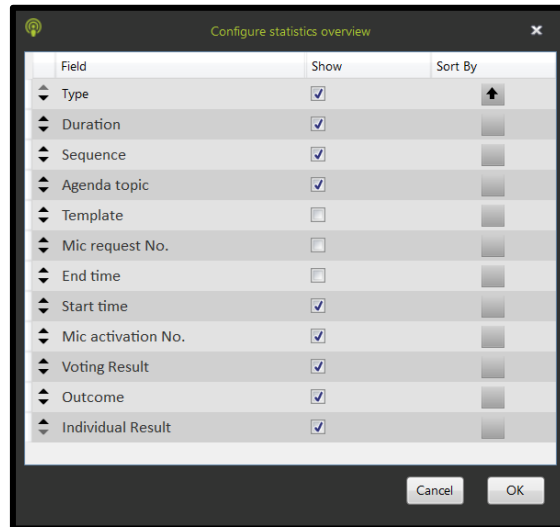 Configure statistics overview
Field Show Sort By
Type
Duration
Sequence
Agenda topic
Template
Mic request No.
End time
Start time
Mic activation No.
Voting Result
Outcome
Individual Result
Cancel OK